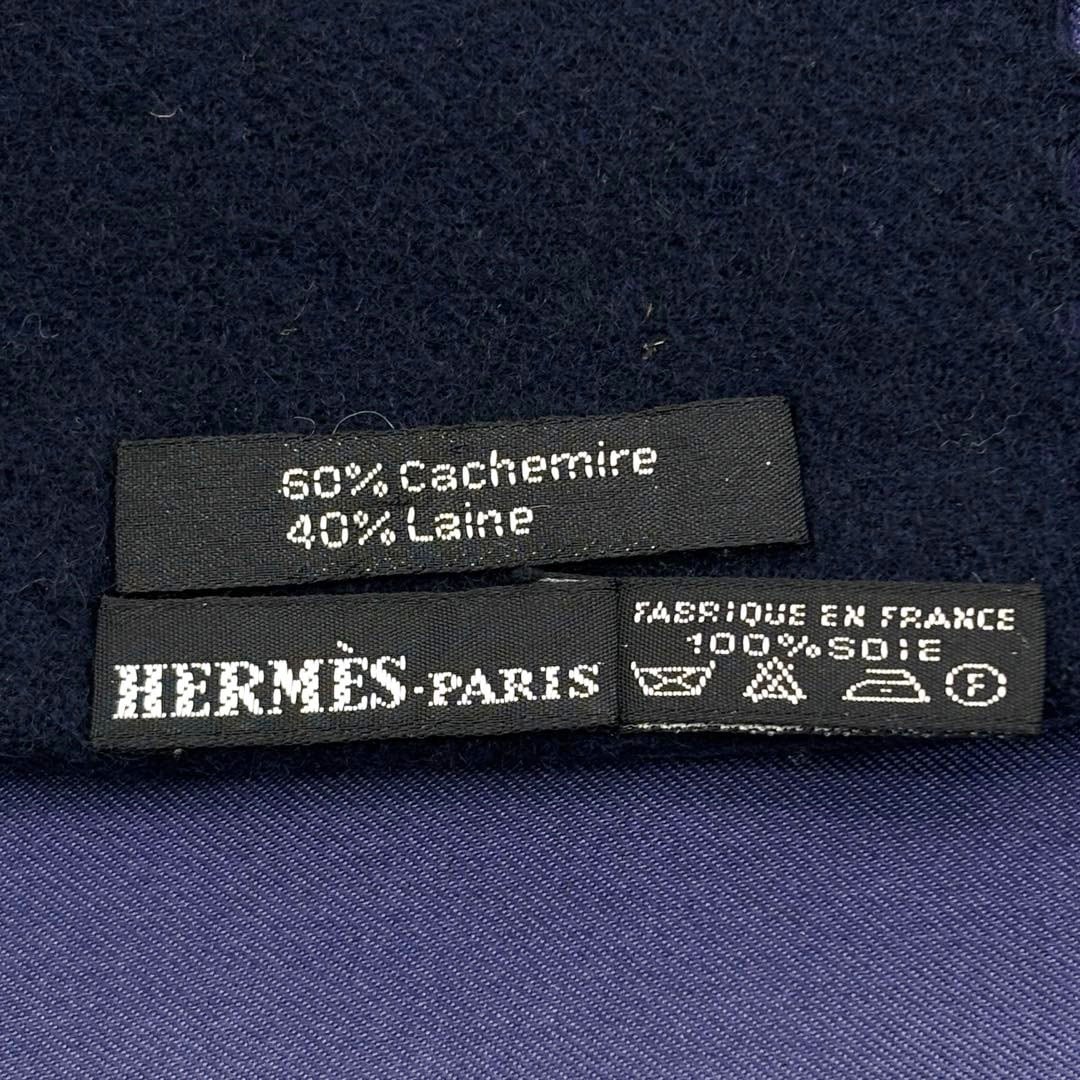 60% Cachemire
40% Laine
HERMÈS-PARIS
FABRIQUE EN FRANCE
100% SOIE
F